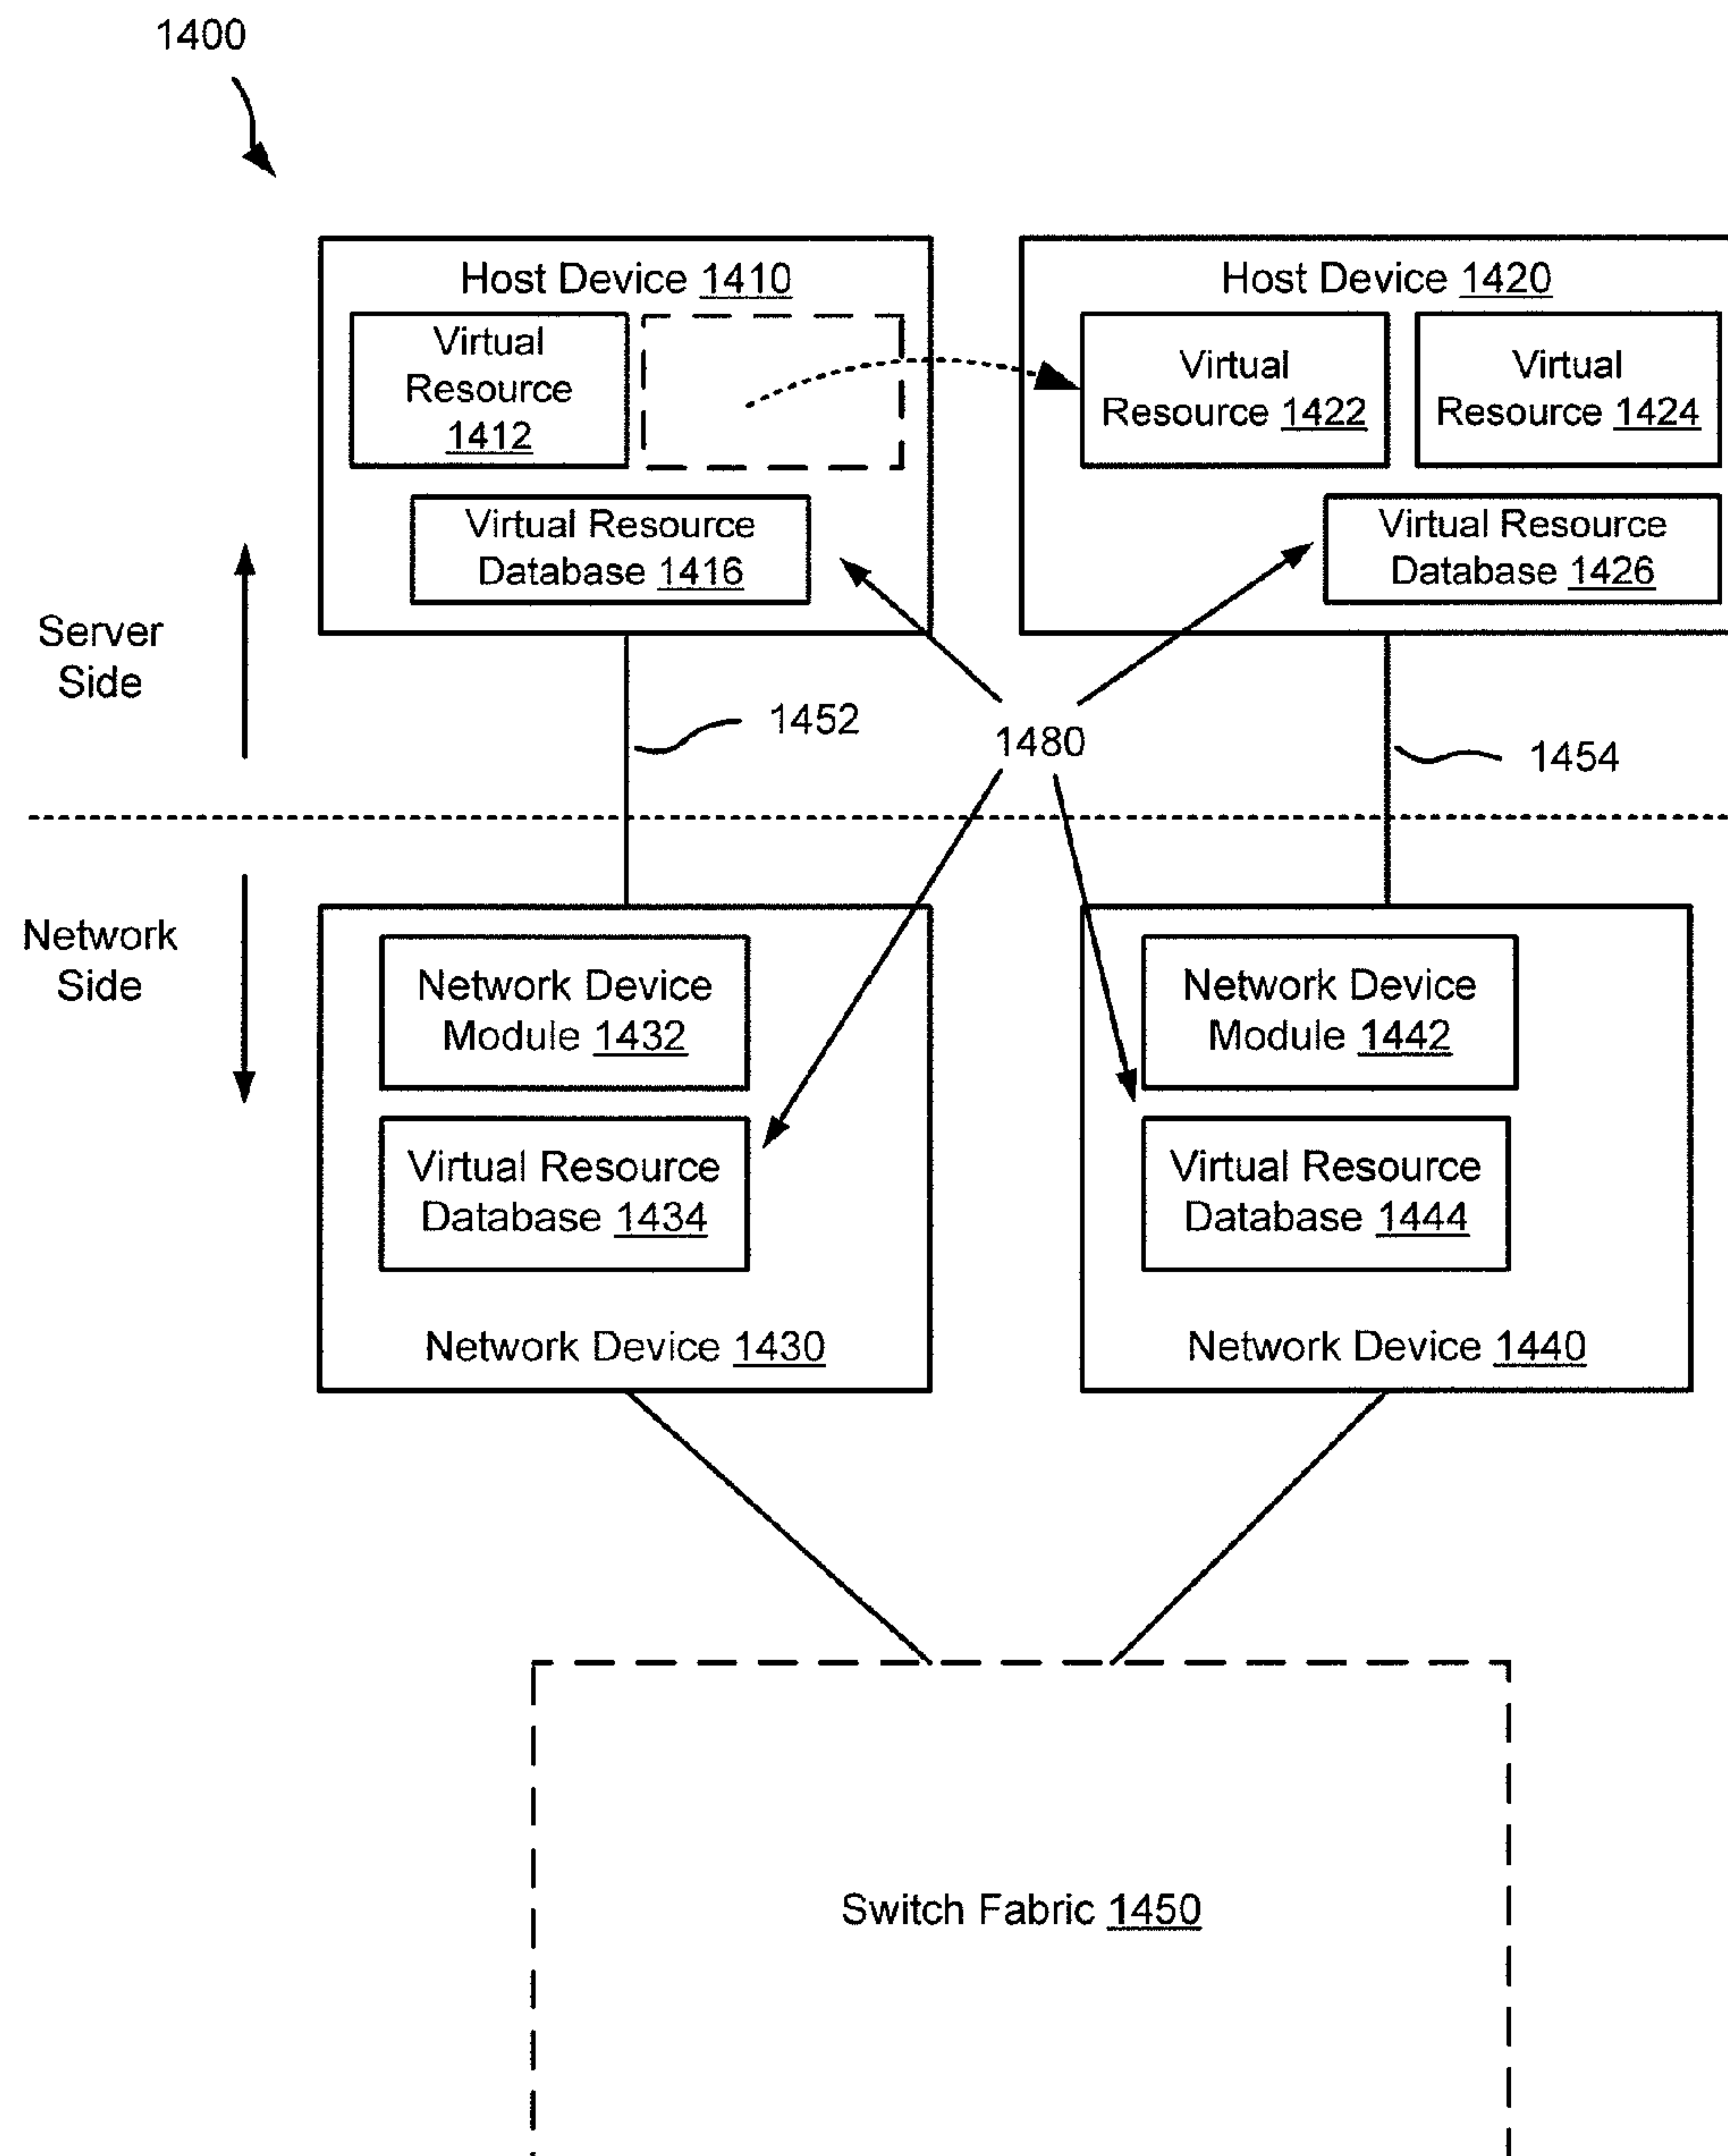 1400
Host Device 1410
Virtual
Resource
1412
Virtual Resource
Database 1416
Host Device 1420
Virtual
Resource 1422
Virtual
Resource 1424
Virtual Resource
Database 1426
Server
Side
1452
1480
1454
Network
Side
Network Device
Module 1432
Virtual Resource
Database 1434
Network Device 1430
Network Device
Module 1442
Virtual Resource
Database 1444
Network Device 1440
Switch Fabric 1450